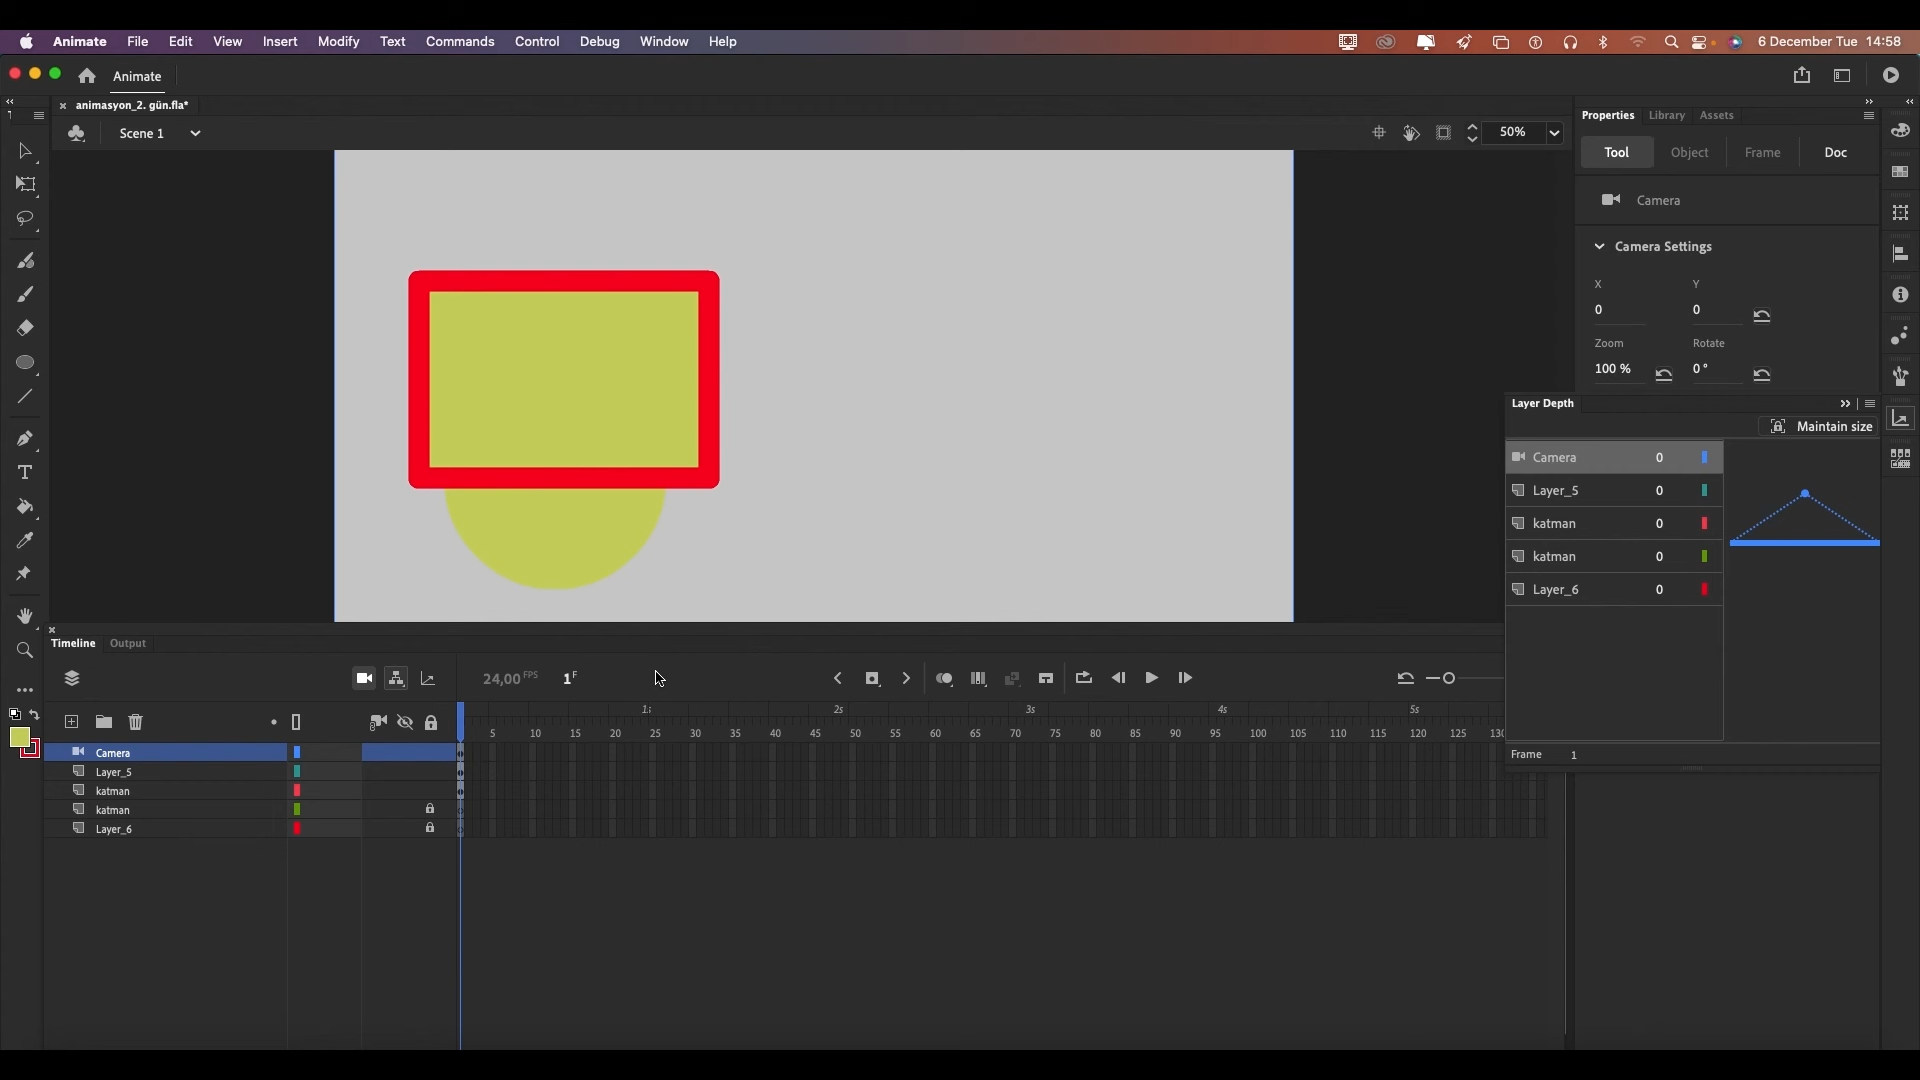 Animate File Edit View Insert Modify Text Commands Control Debug Window Help 6 December Tue 14:58
Animate
animasyon_2. gün.fla*
Scene 1 50%
Properties Library Assets
Tool Object Frame Doc
Camera
Camera Settings
X Y
0 0
Zoom Rotate
100 % 0°
Layer Depth
Maintain size
Camera 0
Layer_5 0
katman 0
katman 0
Layer_6 0
Frame 1
Timeline Output
24,00 FPS 1 F
1s 2s 3s 4s 5s
5 10 15 20 25 30 35 40 45 50 55 60 65 70 75 80 85 90 95 100 105 110 115 120 125
Camera
Layer_5
katman
katman
Layer_6